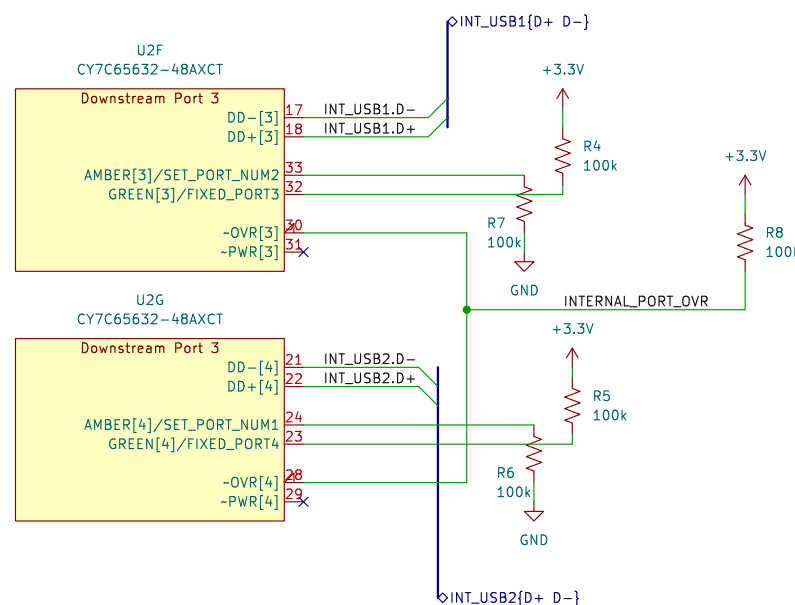 INT_USB1{D+ D-}
U2F
CY7C65632-48AXCT
+3.3V
Downstream Port 3
17
INT_USB1.D-
DD-[3]
18
INT_USB1.D+
DD+[3]
R4
100k
+3.3V
33
AMBER[3]/SET_PORT_NUM2
32
GREEN[3]/FIXED_PORT3
R7
100k
30
~OVR[3]
31
~PWR[3]
R8
100k
GND
U2G
CY7C65632-48AXCT
INTERNAL_PORT_OVR
+3.3V
Downstream Port 3
21
INT_USB2.D-
DD-[4]
22
INT_USB2.D+
DD+[4]
R5
100k
24
AMBER[4]/SET_PORT_NUM1
23
GREEN[4]/FIXED_PORT4
R6
100k
28
~OVR[4]
29
~PWR[4]
GND
INT_USB2{D+ D-}